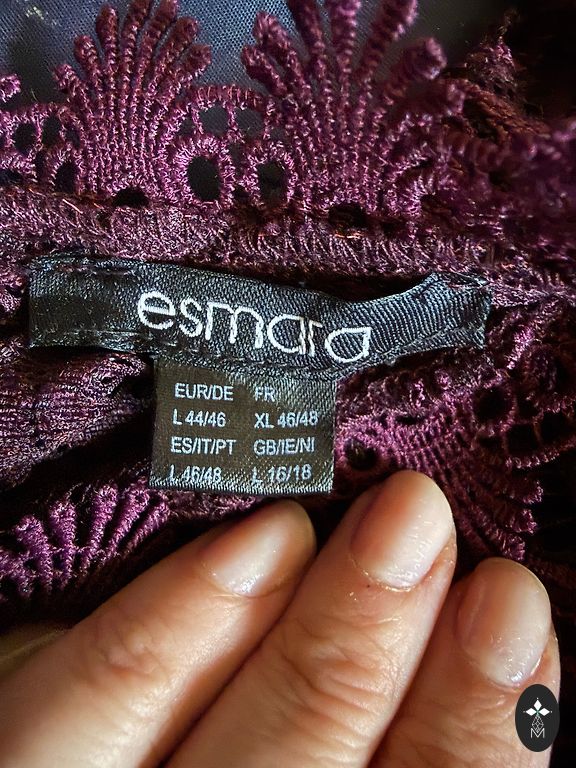 esmara
EUR/DE FR
L 44/46 XL 46/48
ES/IT/PT GB/IE/NI
L 46/48 L 16/18
M